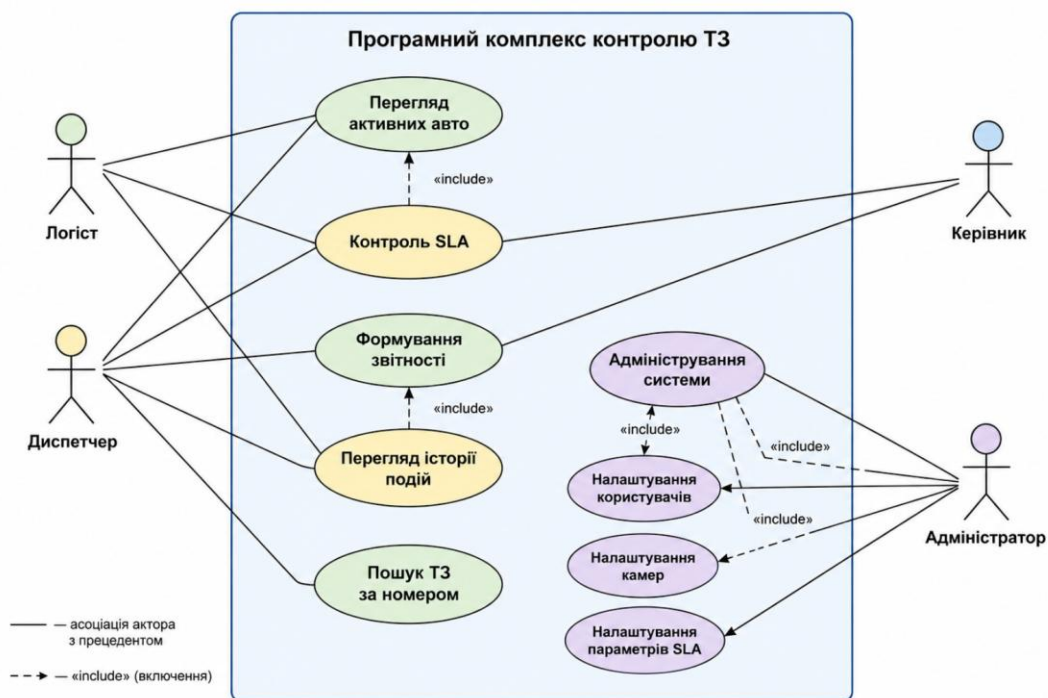 Програмний комплекс контролю ТЗ
Перегляд
активних авто
«include»
Логіст
Контроль SLA
Керівник
Формування
звітності
Адміністрування
системи
«include»
«include»
«include»
Диспетчер
Перегляд історії
подій
Налаштування
користувачів
«include»
Адміністратор
Пошук ТЗ
за номером
Налаштування
камер
Налаштування
параметрів SLA
— асоціація актора
з прецедентом
— «include» (включення)